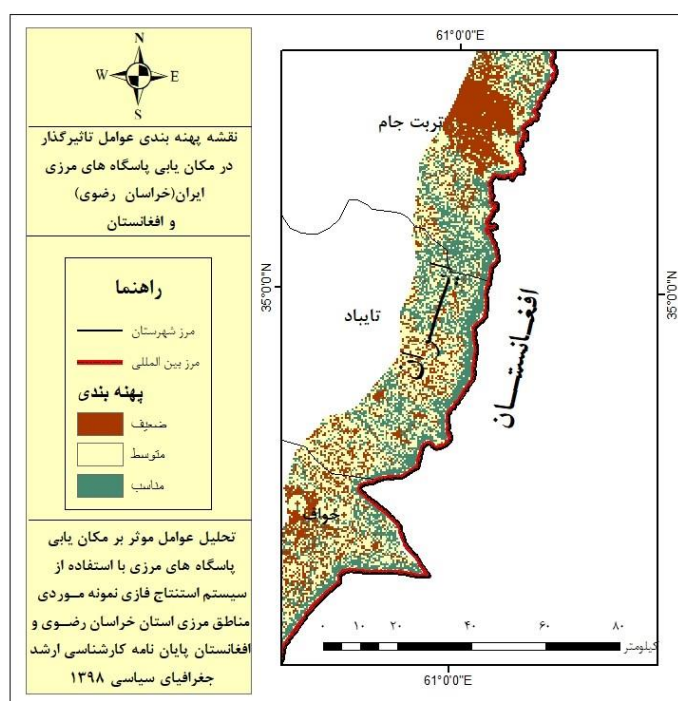 N
W E
S
نقشه پهنه بندی عوامل تاثیرگذار
در مکان یابی پاسگاه های مرزی
ایران(خراسان رضوی)
و افغانستان
راهنما
مرز شهرستان
مرز بین المللی
پهنه بندی
ضعیف
متوسط
مناسب
تحلیل عوامل موثر بر مکان یابی
پاسگاه های مرزی با استفاده از
سیستم استنتاج فازی نمونه مـوردی
مناطق مرزی استان خراسان رضـوی و
افغانستان پایان نامه کارشناسی ارشد
جغرافیای سیاسی ۱۳۹۸
61°0'0"E
تربت جام
35°0'0"N
35°0'0"N
تایباد
ایران
افغانستان
خواف
۰ ۱۰ ۲۰ ۴۰ ۶۰ ۸۰
کیلومتر
61°0'0"E